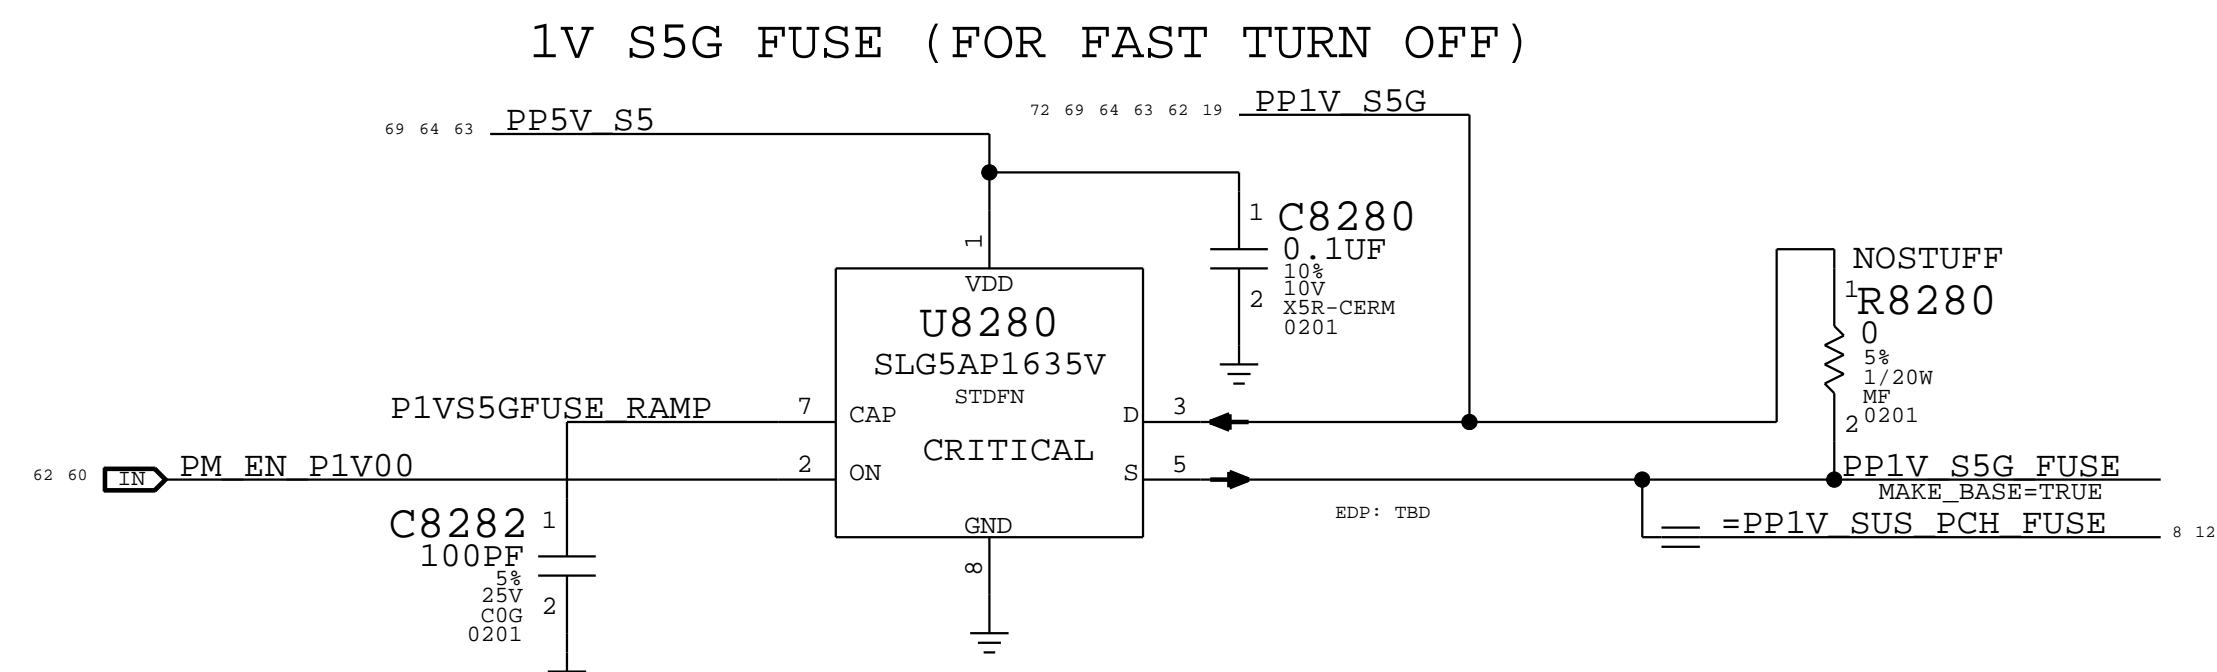 1V S5G FUSE (FOR FAST TURN OFF)
69 64 63 PP5V_S5
72 69 64 63 62 19 PP1V_S5G
1 C8280
0.1UF
10%
10V
2 X5R-CERM
0201
1
VDD
U8280
SLG5AP1635V
STDFN
CRITICAL
NOSTUFF
1 R8280
0
5%
1/20W
MF
2 0201
P1VS5GFUSE_RAMP 7 CAP
D 3
62 60 IN PM_EN_P1V00 2 ON
S 5
PP1V_S5G_FUSE
MAKE_BASE=TRUE
EDP: TBD
=PP1V_SUS_PCH_FUSE 8 12
GND
8
C8282 1
100PF
5%
25V
C0G 2
0201